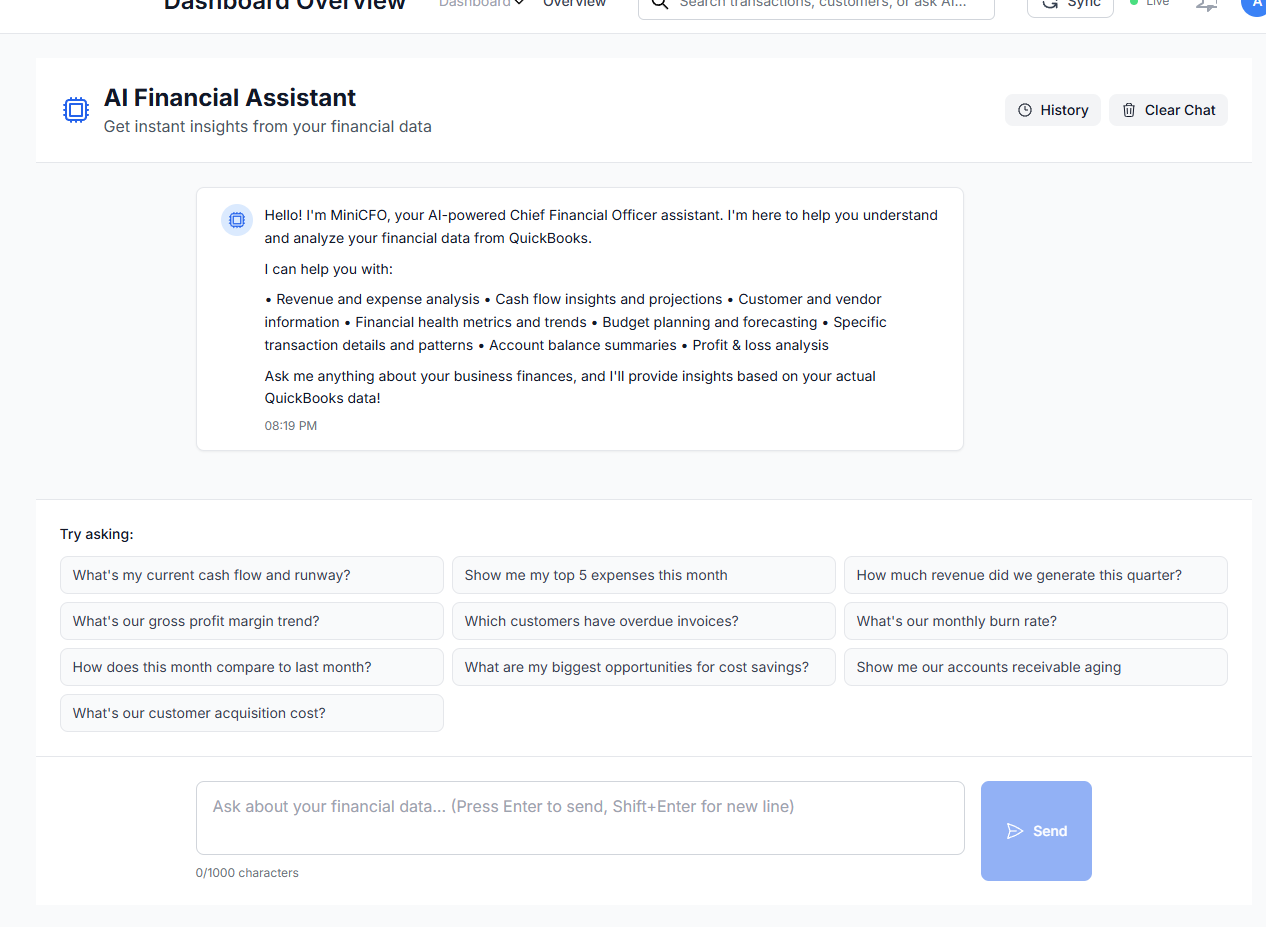 Dashboard Overview Dashboard Overview Search transactions, customers, or ask AI... Sync Live A
AI Financial Assistant
Get instant insights from your financial data
History Clear Chat
Hello! I'm MiniCFO, your AI-powered Chief Financial Officer assistant. I'm here to help you understand
and analyze your financial data from QuickBooks.
I can help you with:
• Revenue and expense analysis • Cash flow insights and projections • Customer and vendor
information • Financial health metrics and trends • Budget planning and forecasting • Specific
transaction details and patterns • Account balance summaries • Profit & loss analysis
Ask me anything about your business finances, and I'll provide insights based on your actual
QuickBooks data!
08:19 PM
Try asking:
What's my current cash flow and runway? Show me my top 5 expenses this month How much revenue did we generate this quarter?
What's our gross profit margin trend? Which customers have overdue invoices? What's our monthly burn rate?
How does this month compare to last month? What are my biggest opportunities for cost savings? Show me our accounts receivable aging
What's our customer acquisition cost?
Ask about your financial data... (Press Enter to send, Shift+Enter for new line)
Send
0/1000 characters